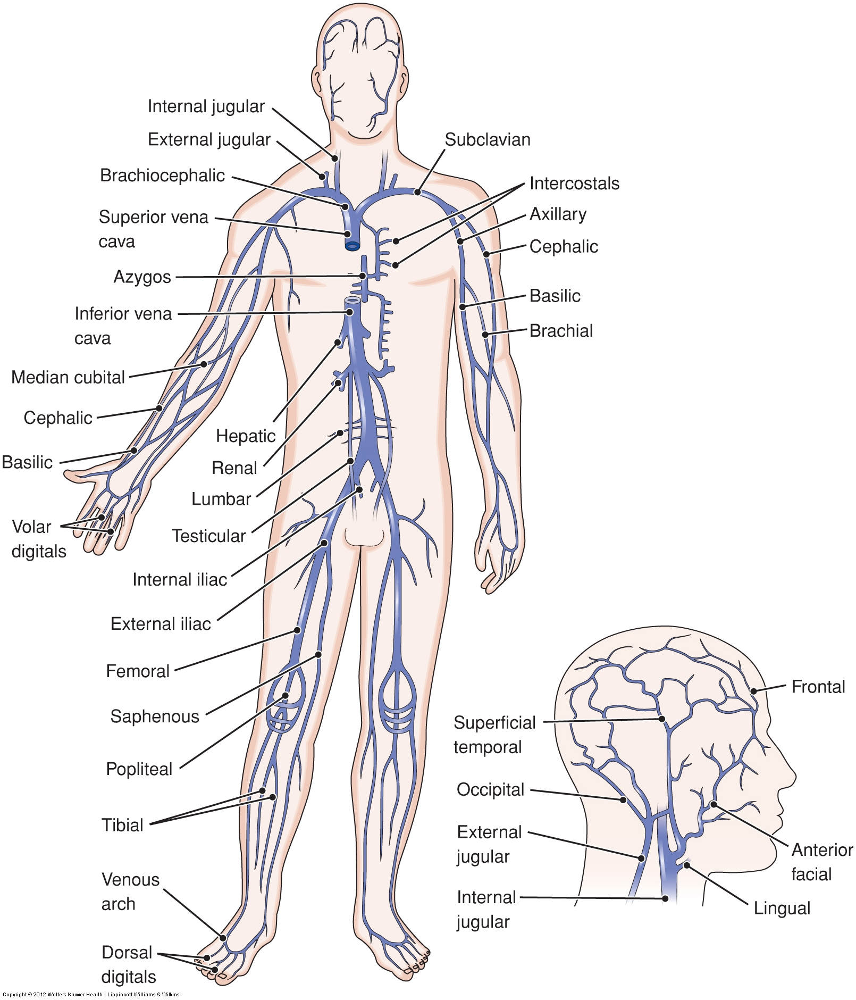 Internal jugular
External jugular
Brachiocephalic
Superior vena
cava
Azygos
Inferior vena
cava
Median cubital
Cephalic
Basilic
Volar
digitals
Hepatic
Renal
Lumbar
Testicular
Internal iliac
External iliac
Femoral
Saphenous
Popliteal
Tibial
Venous
arch
Dorsal
digitals
Subclavian
Intercostals
Axillary
Cephalic
Basilic
Brachial
Superficial
temporal
Occipital
External
jugular
Internal
jugular
Frontal
Anterior
facial
Lingual
Copyright © 2012 Wolters Kluwer Health | Lippincott Williams & Wilkins